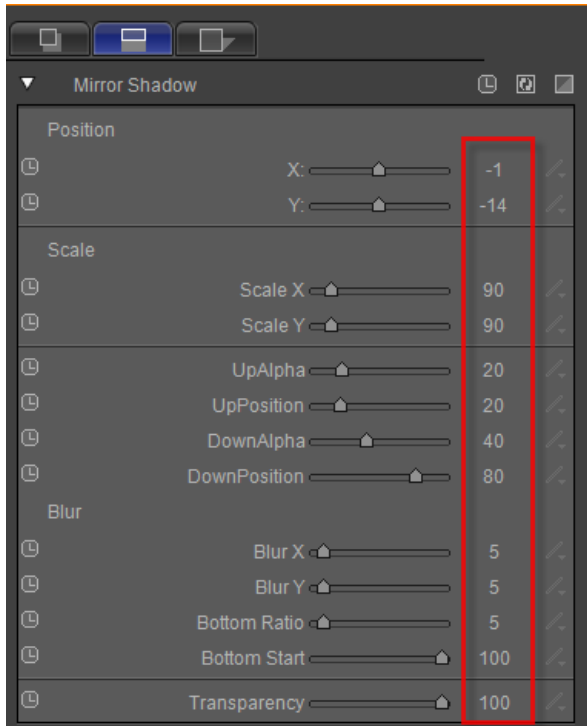 Mirror Shadow
Position
X: -1
Y: -14
Scale
Scale X 90
Scale Y 90
UpAlpha 20
UpPosition 20
DownAlpha 40
DownPosition 80
Blur
Blur X 5
Blur Y 5
Bottom Ratio 5
Bottom Start 100
Transparency 100